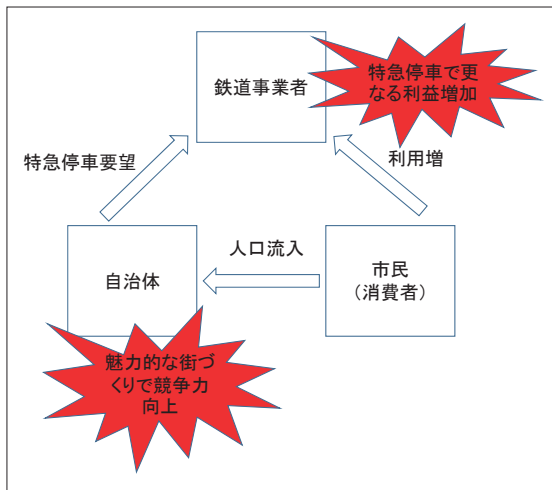 鉄道事業者
特急停車で更
なる利益増加
特急停車要望
利用増
人口流入
自治体
市民
（消費者）
魅力的な街づ
くりで競争力
向上